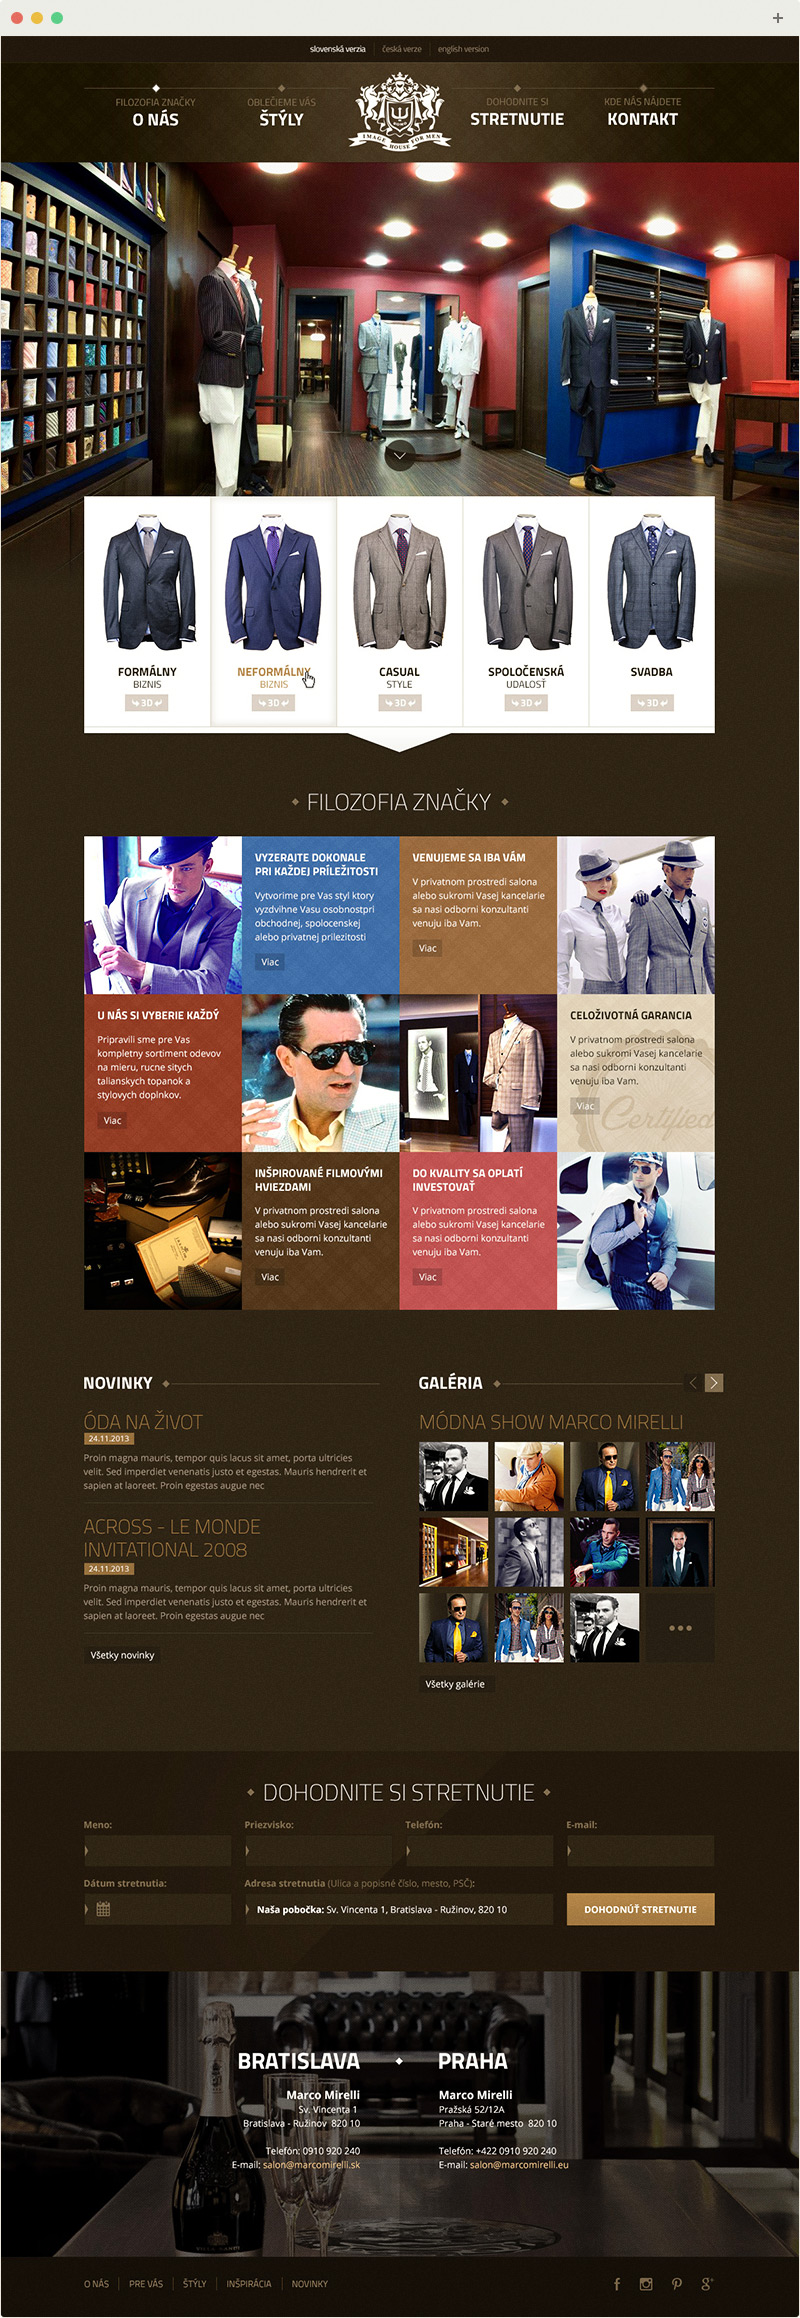 slovenská verzia česká verze english version
FILOZOFIA ZNAČKY
O NÁS
OBLEČIEME VÁS
ŠTÝLY
IMAGE HOUSE FOR MEN
DOHODNITE SI
STRETNUTIE
KDE NÁS NÁJDETE
KONTAKT
FORMÁLNY
BIZNIS
3D
NEFORMÁLNY
BIZNIS
3D
CASUAL
STYLE
3D
SPOLOČENSKÁ
UDALOSŤ
3D
SVADBA
3D
FILOZOFIA ZNAČKY
VYZERAJTE DOKONALE
PRI KAŽDEJ PRÍLEŽITOSTI
Vytvorime pre Vas styl ktory
vyzdvihne Vasu osobnostpri
obchodnej, spolocenskej
alebo privatnej prilezitosti
Viac
VENUJEME SA IBA VÁM
V privatnom prostredi salona
alebo sukromi Vasej kancelarie
sa nasi odborni konzultanti
venuju iba Vam.
Viac
U NÁS SI VYBERIE KAŽDÝ
Pripravili sme pre Vas
kompletny sortiment odevov
na mieru, rucne sitych
talianskych topanok a
stylovych doplnkov.
Viac
CELOŽIVOTNÁ GARANCIA
V privatnom prostredi salona
alebo sukromi Vasej kancelarie
sa nasi odborni konzultanti
venuju iba Vam.
Viac
Certified
INŠPIROVANÉ FILMOVÝMI
HVIEZDAMI
V privatnom prostredi salona
alebo sukromi Vasej kancelarie
sa nasi odborni konzultanti
venuju iba Vam.
Viac
DO KVALITY SA OPLATÍ
INVESTOVAŤ
V privatnom prostredi salona
alebo sukromi Vasej kancelarie
sa nasi odborni konzultanti
venuju iba Vam.
Viac
NOVINKY
ÓDA NA ŽIVOT
24.11.2013
Proin magna mauris, tempor quis lacus sit amet, porta ultricies
velit. Sed imperdiet venenatis justo et egestas. Mauris hendrerit et
sapien at laoreet. Proin egestas augue nec
ACROSS - LE MONDE
INVITATIONAL 2008
24.11.2013
Proin magna mauris, tempor quis lacus sit amet, porta ultricies
velit. Sed imperdiet venenatis justo et egestas. Mauris hendrerit et
sapien at laoreet. Proin egestas augue nec
Všetky novinky
GALÉRIA
MÓDNA SHOW MARCO MIRELLI
Všetky galérie
DOHODNITE SI STRETNUTIE
Meno: Priezvisko: Telefón: E-mail:
Dátum stretnutia: Adresa stretnutia (Ulica a popisné číslo, mesto, PSČ):
Naša pobočka: Sv. Vincenta 1, Bratislava - Ružinov, 820 10
DOHODNÚŤ STRETNUTIE
BRATISLAVA
Marco Mirelli
Sv. Vincenta 1
Bratislava - Ružinov 820 10
Telefón: 0910 920 240
E-mail: salon@marcomirelli.sk
PRAHA
Marco Mirelli
Pražská 52/12A
Praha - Staré mesto 820 10
Telefón: +422 0910 920 240
E-mail: salon@marcomirelli.eu
O NÁS PRE VÁS ŠTÝLY INŠPIRÁCIA NOVINKY